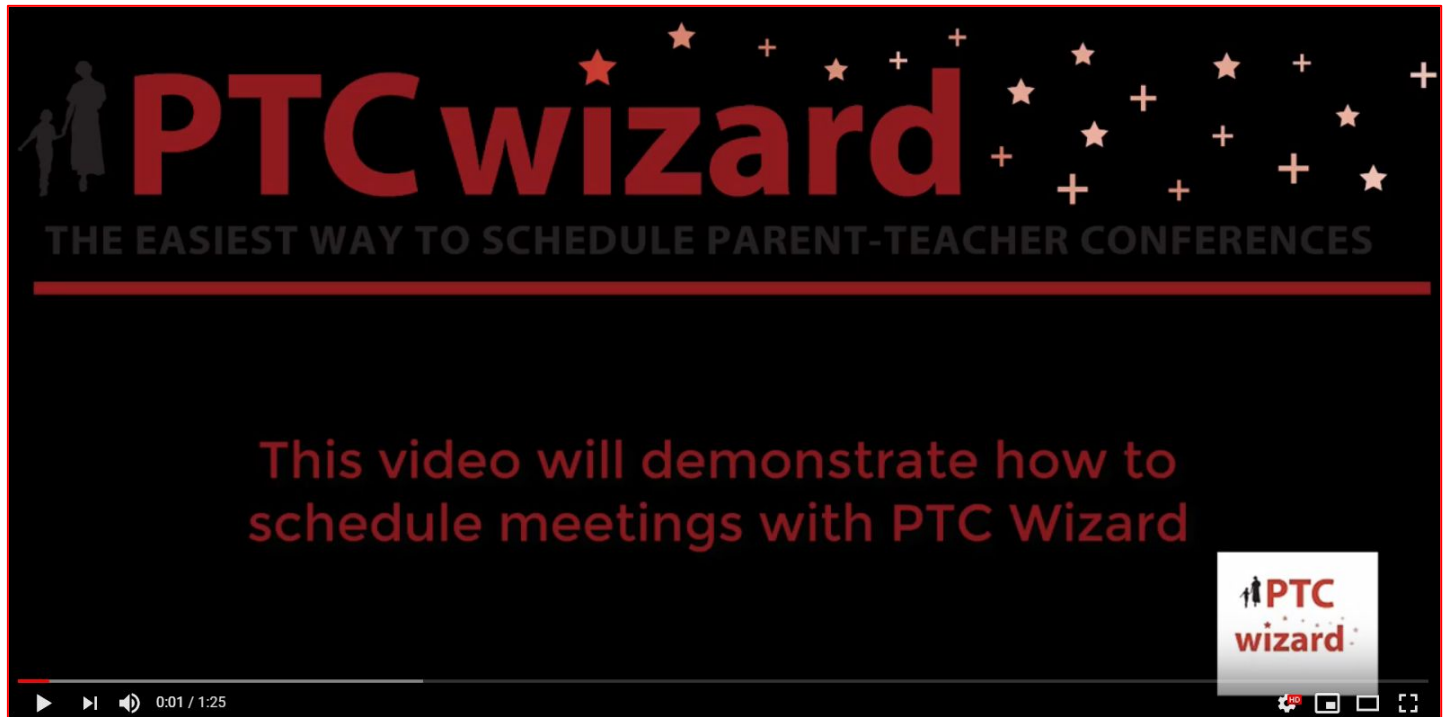 PTC wizard
THE EASIEST WAY TO SCHEDULE PARENT-TEACHER CONFERENCES
This video will demonstrate how to
schedule meetings with PTC Wizard
PTC
wizard
0:01 / 1:25
HD